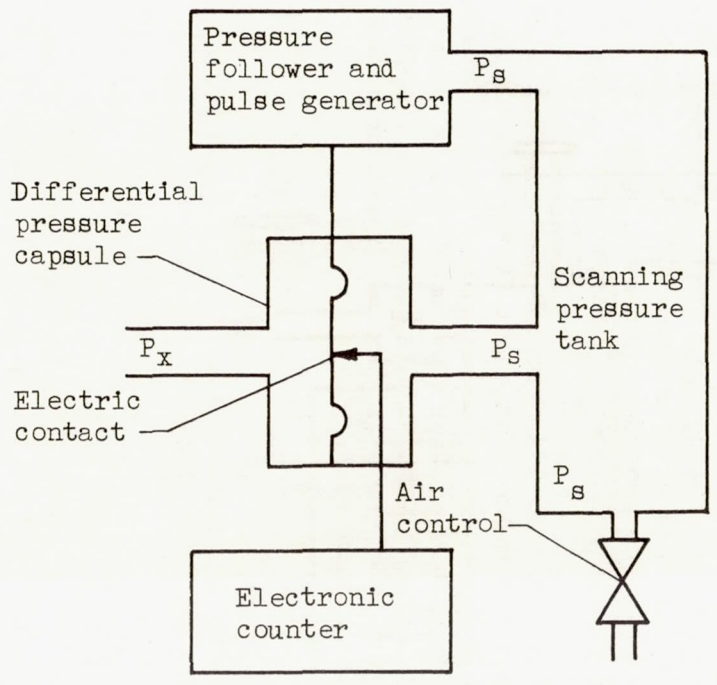 Pressure
follower and
pulse generator
Ps
Differential
pressure
capsule
Scanning
pressure
tank
Px
Ps
Electric
contact
Ps
Air
control
Electronic
counter